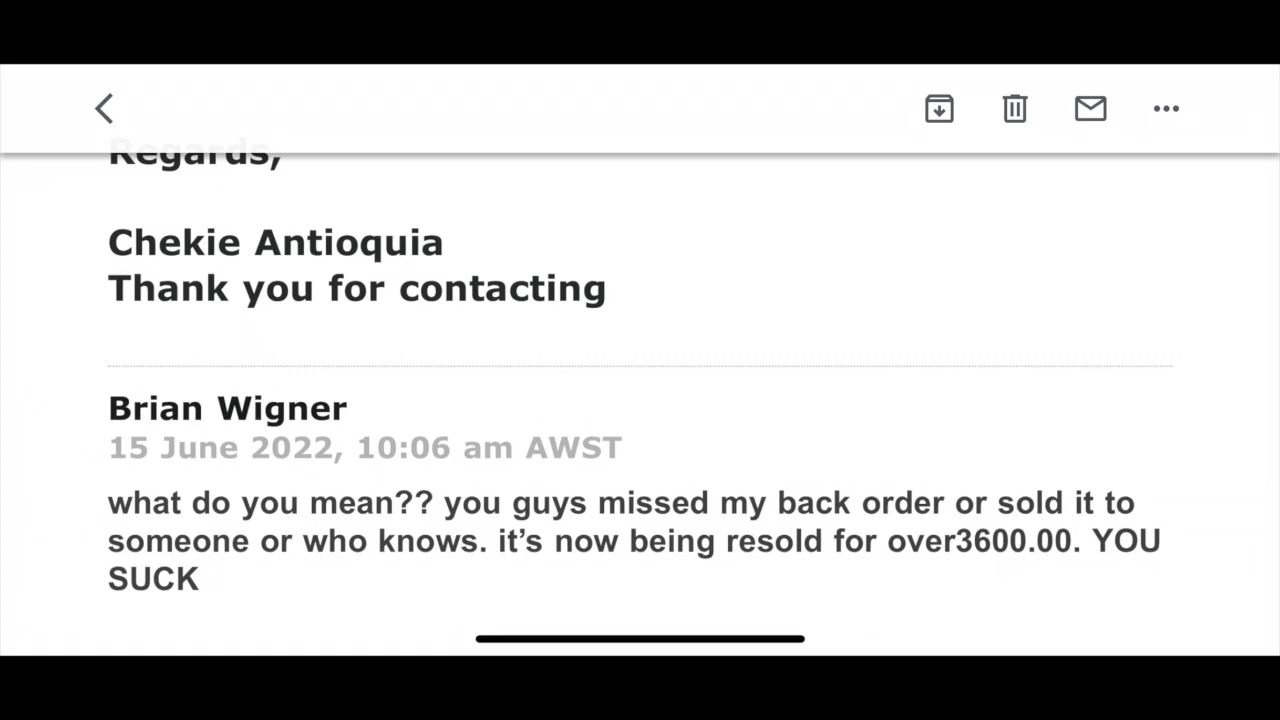 Regards,
Chekie Antioquia
Thank you for contacting
Brian Wigner
15 June 2022, 10:06 am AWST
what do you mean?? you guys missed my back order or sold it to
someone or who knows. it’s now being resold for over3600.00. YOU
SUCK